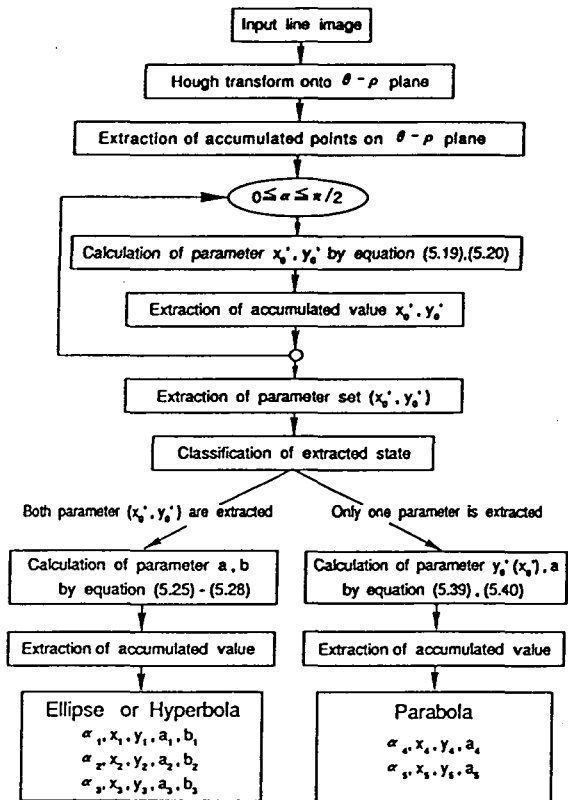 Input line image
Hough transform onto θ - ρ plane
Extraction of accumulated points on θ - ρ plane
0≦α≦π/2
Calculation of parameter x₀', y₀' by equation (5.19),(5.20)
Extraction of accumulated value x₀', y₀'
Extraction of parameter set (x₀', y₀')
Classification of extracted state
Both parameter (x₀', y₀') are extracted
Only one parameter is extracted
Calculation of parameter a, b
by equation (5.25) - (5.28)
Calculation of parameter y₀'(x₀'), a
by equation (5.39), (5.40)
Extraction of accumulated value
Extraction of accumulated value
Ellipse or Hyperbola
α₁, x₁, y₁, a₁, b₁
α₂, x₂, y₂, a₂, b₂
α₃, x₃, y₃, a₃, b₃
Parabola
α₄, x₄, y₄, a₄
α₅, x₅, y₅, a₅